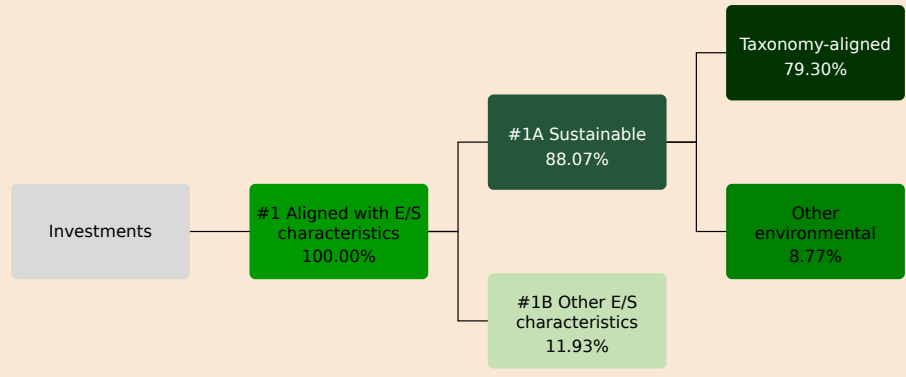 Investments
#1 Aligned with E/S
characteristics
100.00%
#1A Sustainable
88.07%
#1B Other E/S
characteristics
11.93%
Taxonomy-aligned
79.30%
Other
environmental
8.77%